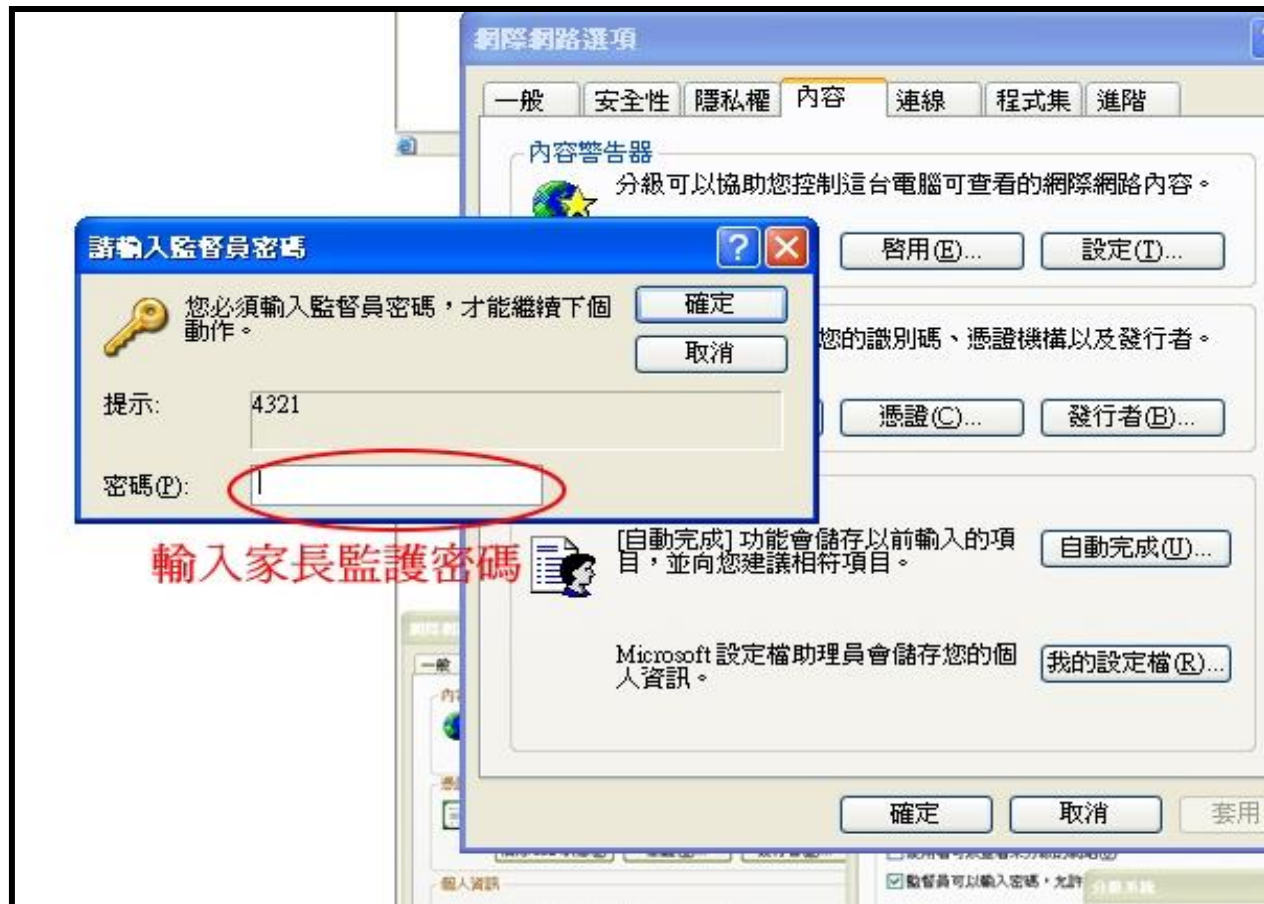 網際網路選項
一般 安全性 隱私權 內容 連線 程式集 進階
內容警告器
分級可以協助您控制這台電腦可查看的網際網路內容。
啓用(E)... 設定(T)...
請輸入監督員密碼
您必須輸入監督員密碼，才能繼續下個
動作。
確定
取消
提示: 4321
密碼(P):
輸入家長監護密碼
您的識別碼、憑證機構以及發行者。
憑證(C)... 發行者(B)...
[自動完成] 功能會儲存以前輸入的項
目，並向您建議相符項目。
自動完成(U)...
Microsoft 設定檔助理員會儲存您的個
人資訊。
我的設定檔(R)...
確定 取消 套用
一般
個人資訊
監督員可以輸入密碼，允許
分級系統